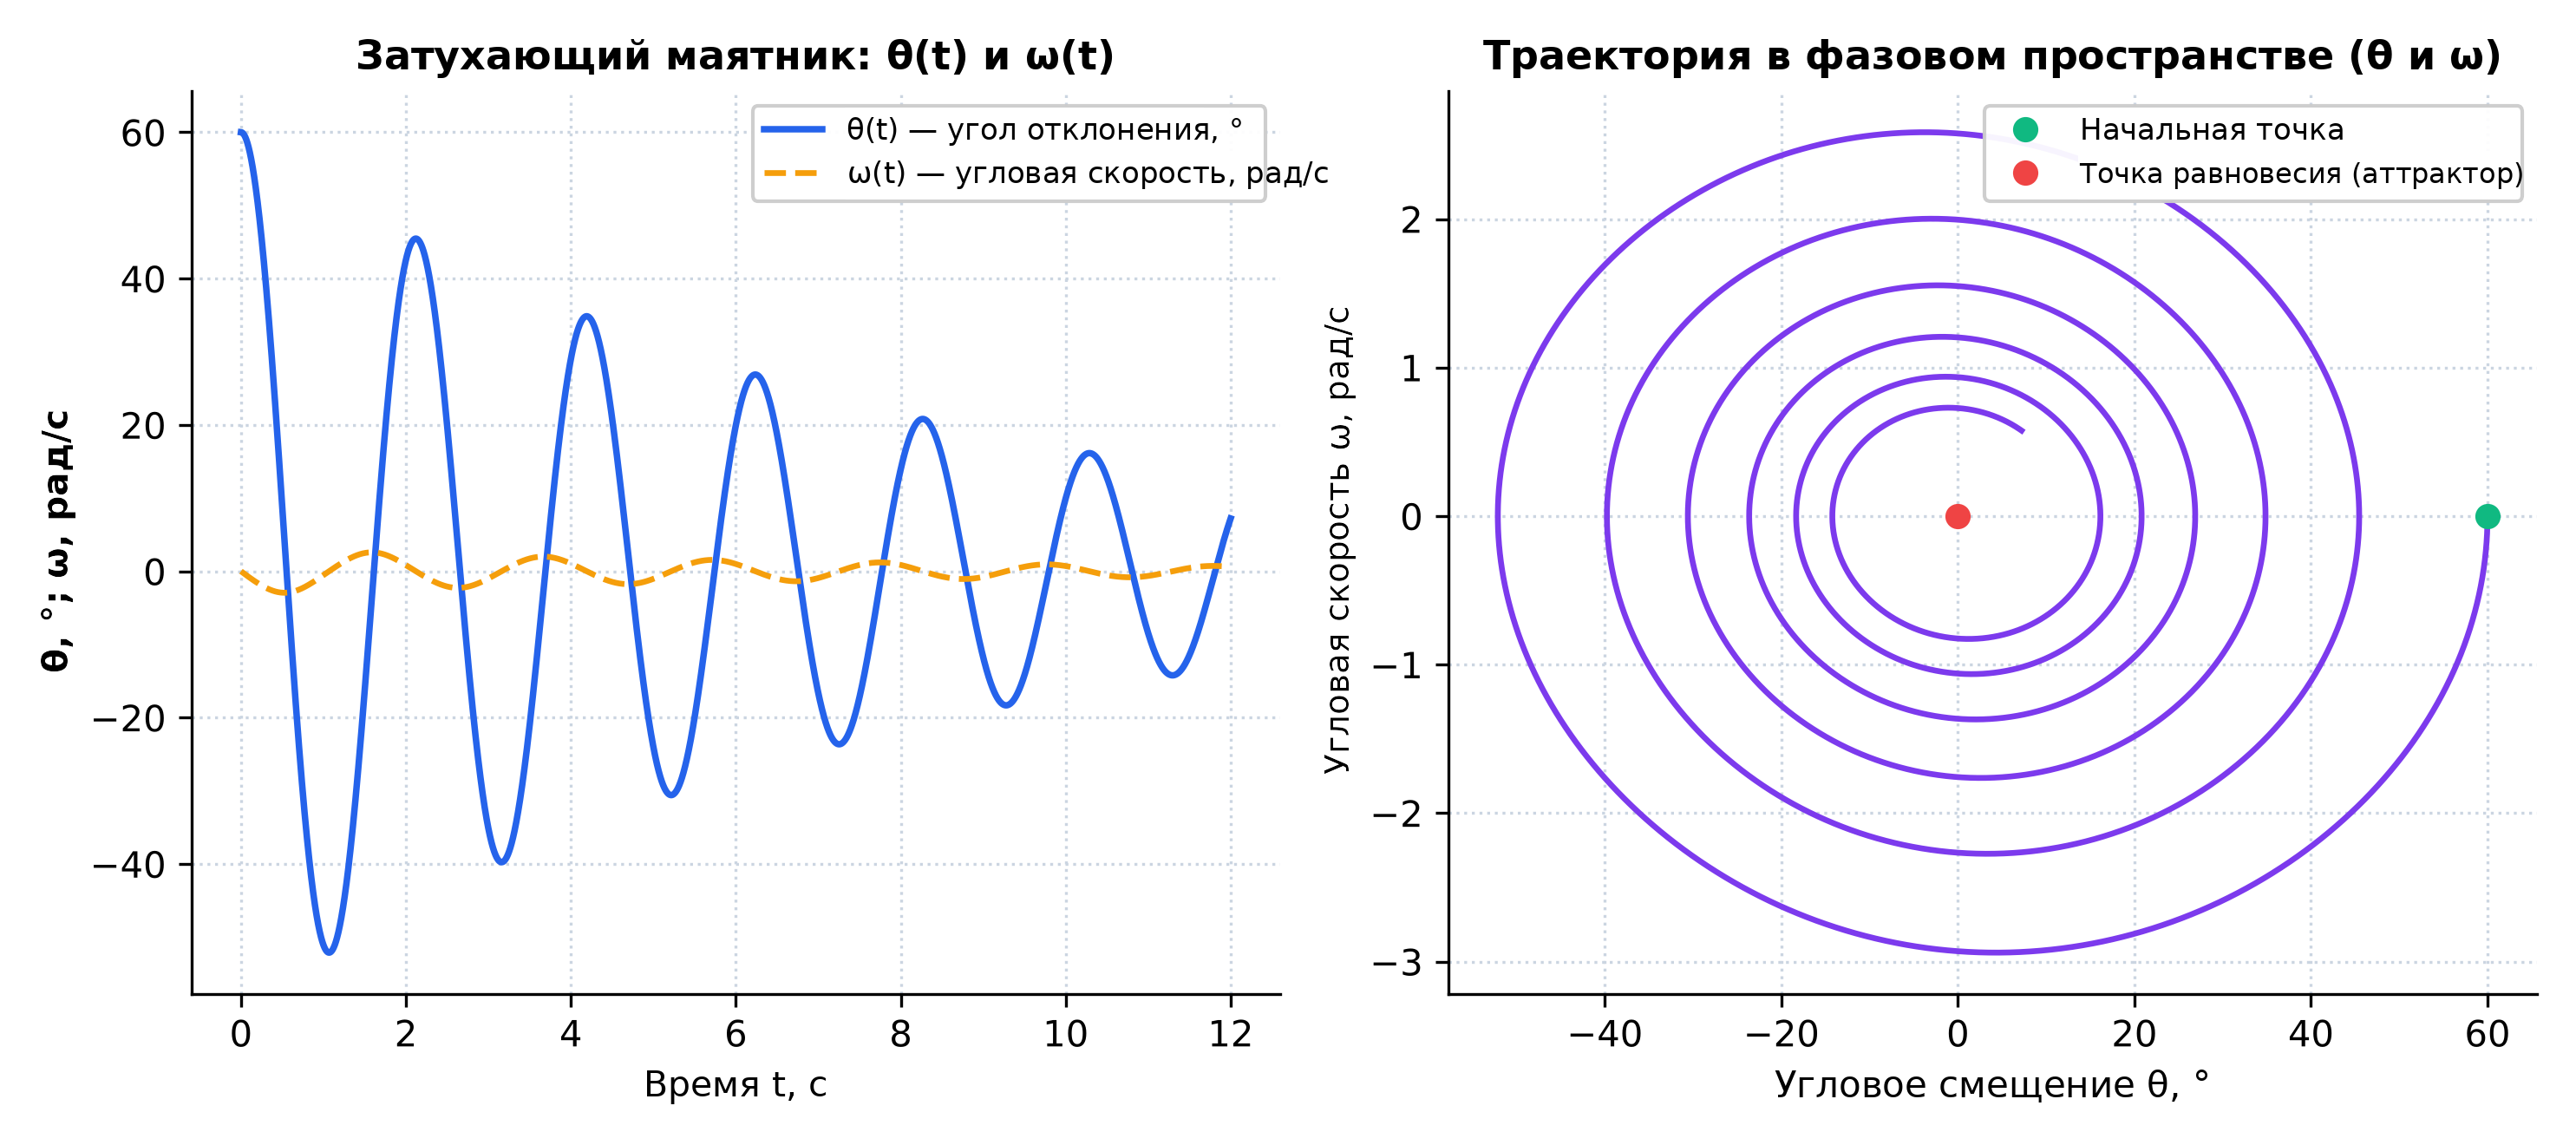 Затухающий маятник: θ(t) и ω(t)
θ(t) — угол отклонения, °
ω(t) — угловая скорость, рад/с
60
40
20
0
−20
−40
θ, °; ω, рад/с
0 2 4 6 8 10 12
Время t, с
Траектория в фазовом пространстве (θ и ω)
Начальная точка
Точка равновесия (аттрактор)
2
1
0
−1
−2
−3
Угловая скорость ω, рад/с
−40 −20 0 20 40 60
Угловое смещение θ, °